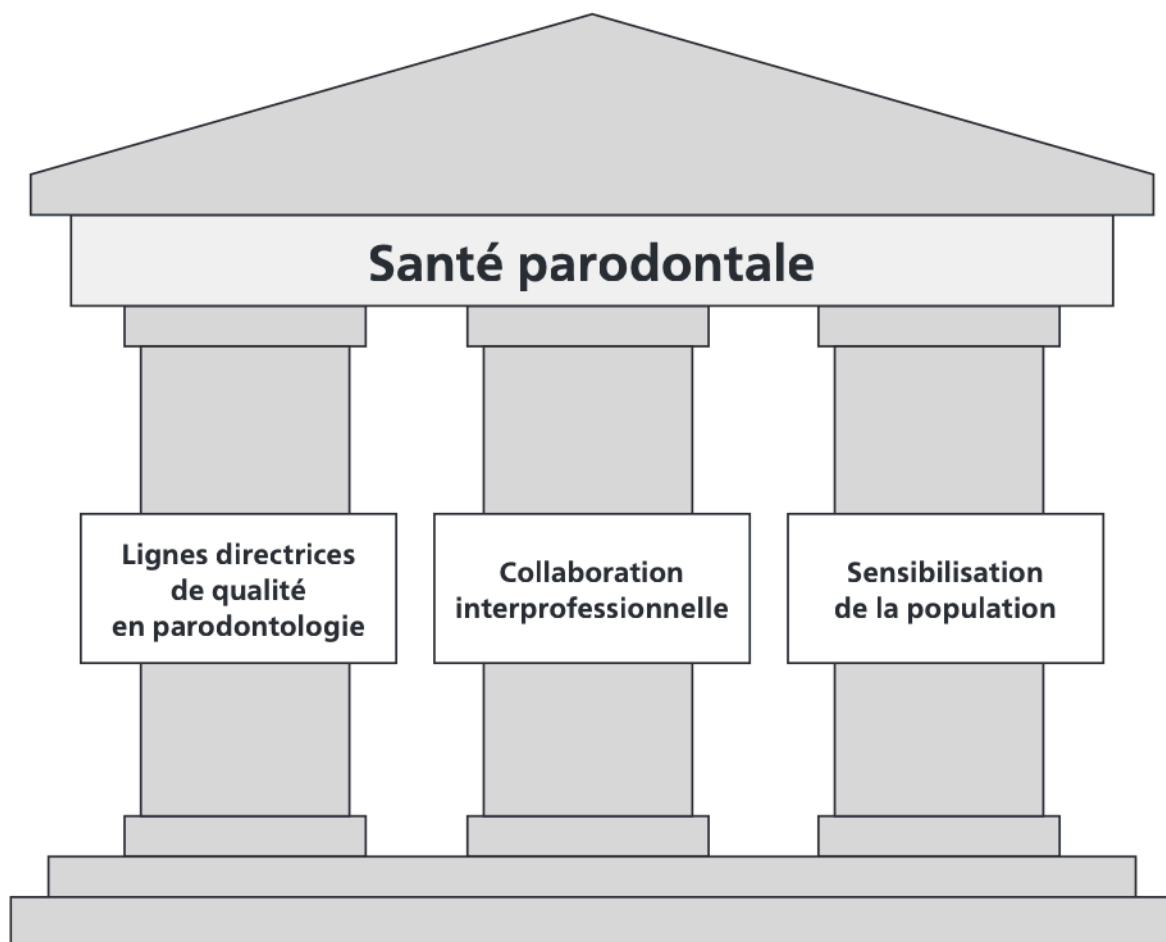 Santé parodontale
Lignes directrices
de qualité
en parodontologie
Collaboration
interprofessionnelle
Sensibilisation
de la population